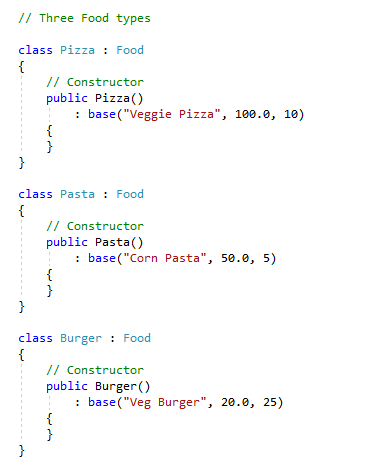 // Three Food types
class Pizza : Food
{
// Constructor
public Pizza()
: base("Veggie Pizza", 100.0, 10)
{
}
}
class Pasta : Food
{
// Constructor
public Pasta()
: base("Corn Pasta", 50.0, 5)
{
}
}
class Burger : Food
{
// Constructor
public Burger()
: base("Veg Burger", 20.0, 25)
{
}
}